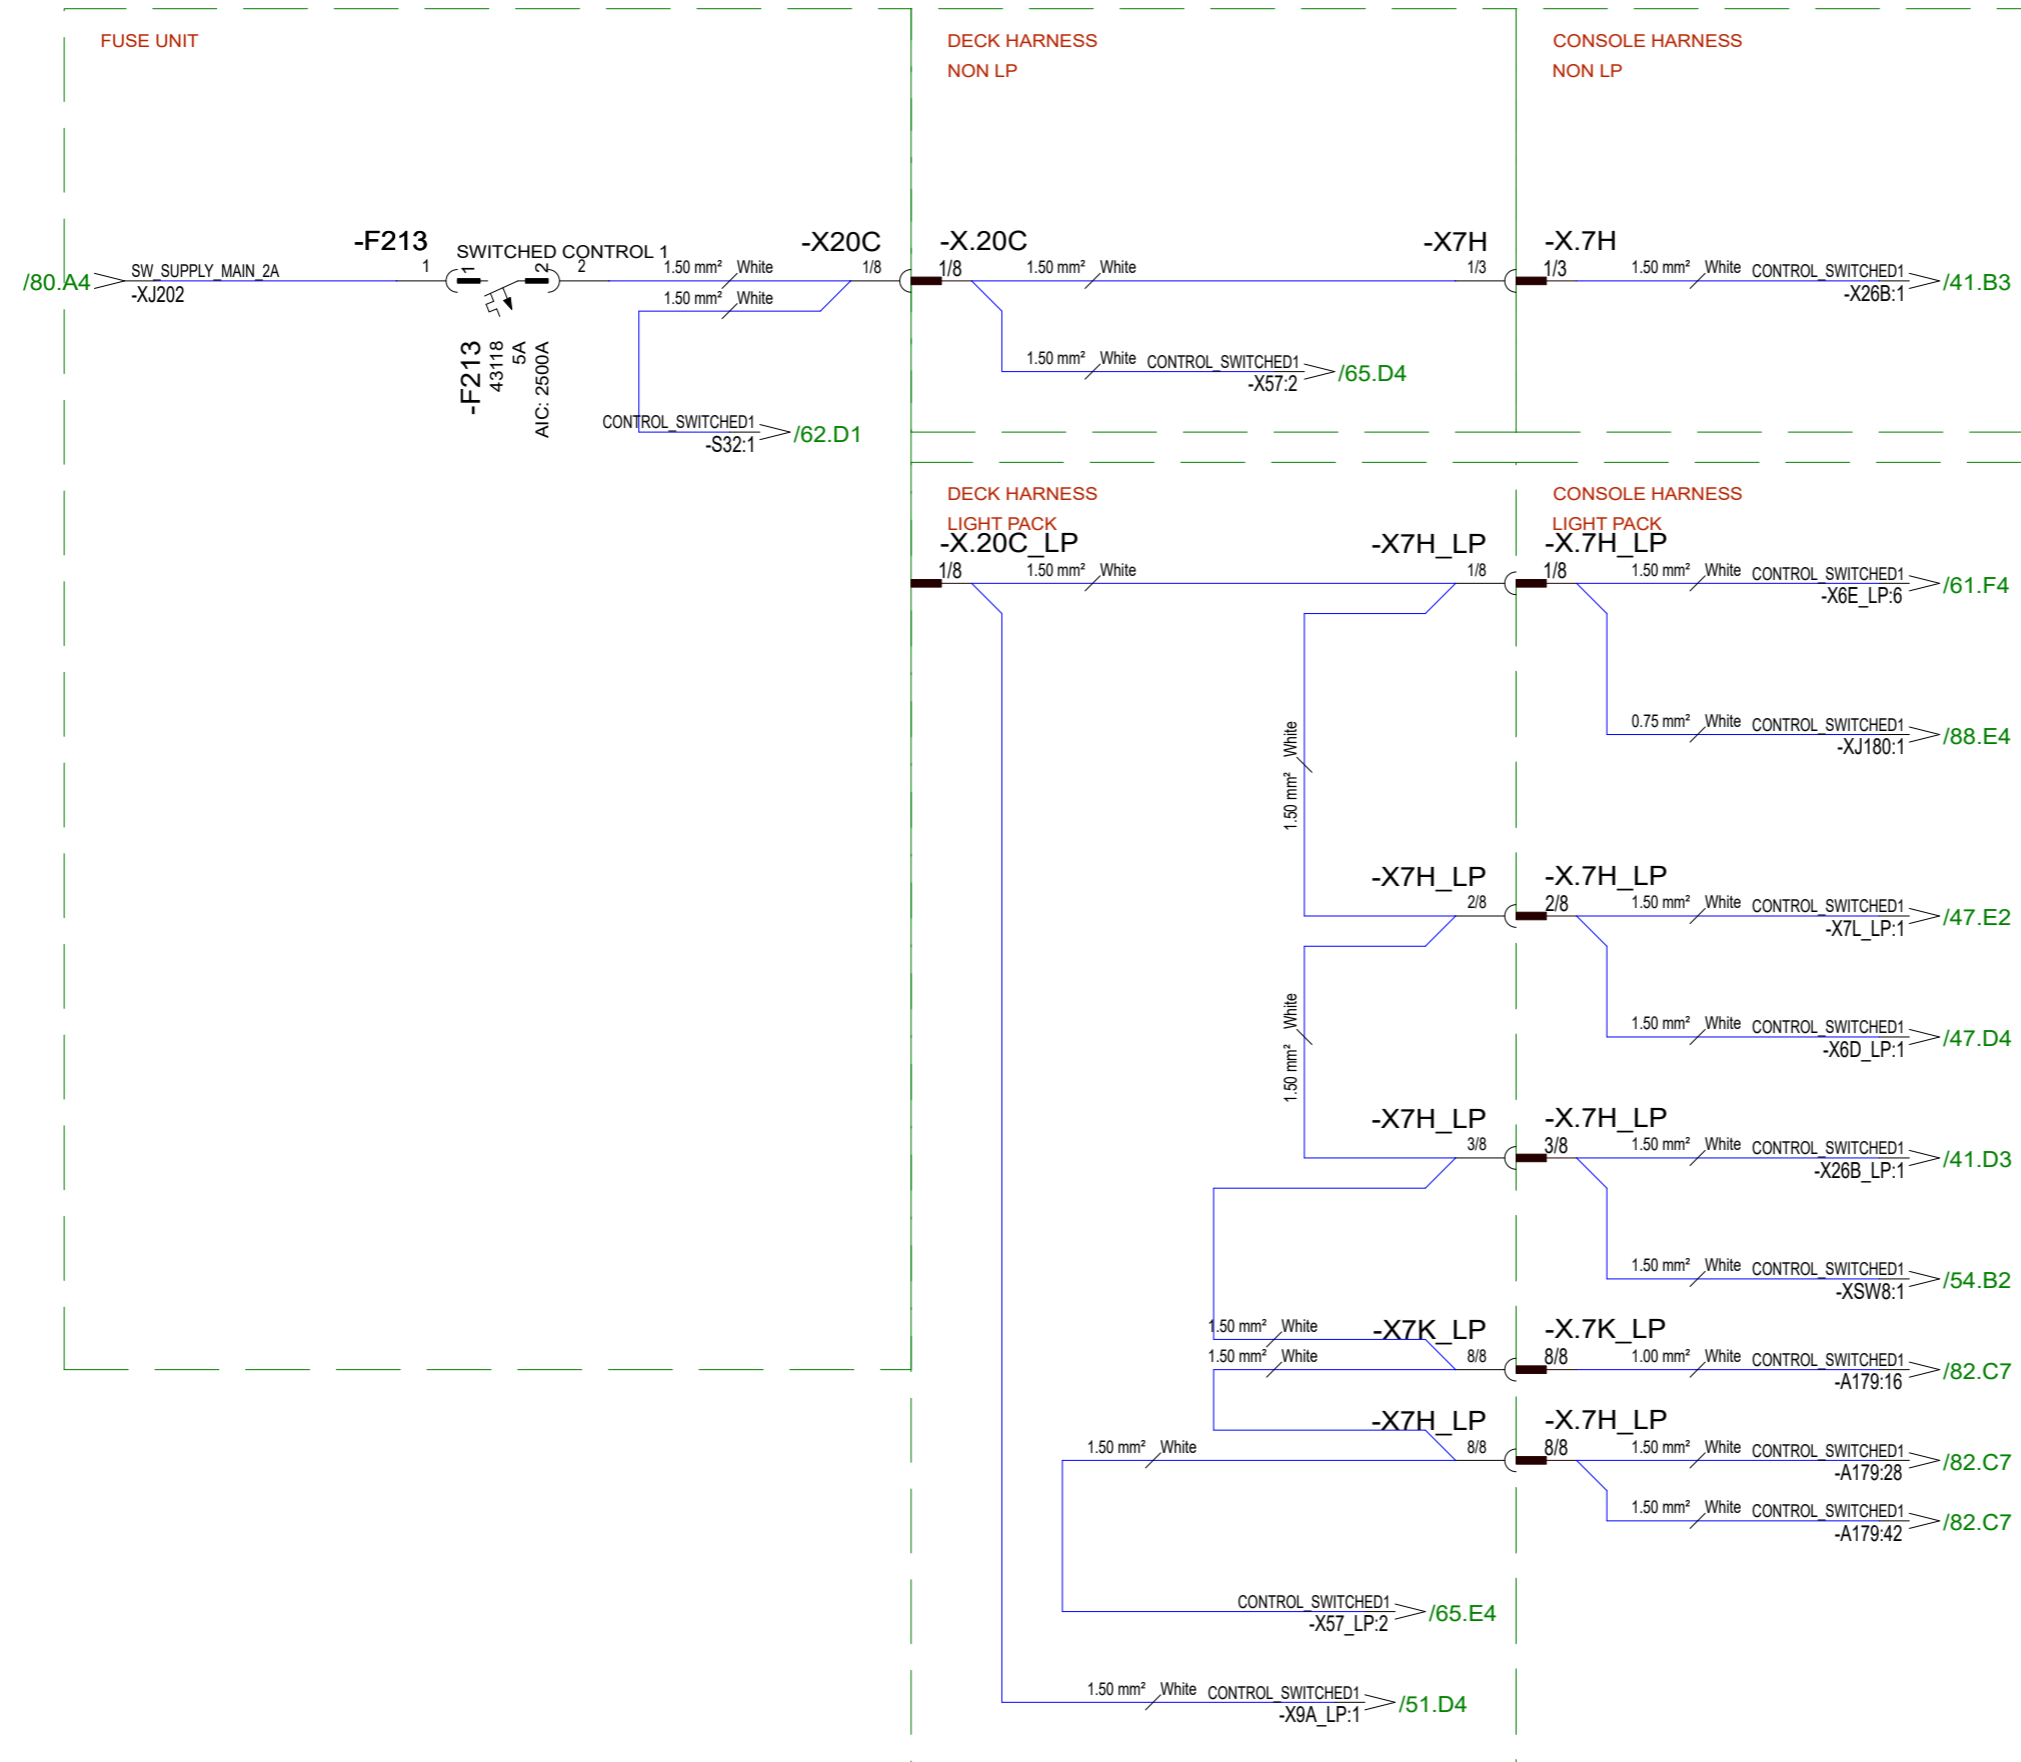 FUSE UNIT
DECK HARNESS
NON LP
CONSOLE HARNESS
NON LP
/80.A4
SW_SUPPLY_MAIN_2A
-XJ202
-F213
1
SWITCHED CONTROL 1
1
2
2
-F213
43118
5A
AIC: 2500A
1.50 mm² White
1.50 mm² White
CONTROL_SWITCHED1
-S32:1
/62.D1
-X20C
1/8
-X.20C
1/8
1.50 mm² White
1.50 mm² White
CONTROL_SWITCHED1
-X57:2
/65.D4
-X7H
1/3
-X.7H
1/3
1.50 mm² White
CONTROL_SWITCHED1
-X26B:1
/41.B3
DECK HARNESS
LIGHT PACK
CONSOLE HARNESS
LIGHT PACK
-X.20C_LP
1/8
1.50 mm² White
-X7H_LP
1/8
-X.7H_LP
1/8
1.50 mm² White
CONTROL_SWITCHED1
-X6E_LP:6
/61.F4
0.75 mm² White
CONTROL_SWITCHED1
-XJ180:1
/88.E4
1.50 mm² White
-X7H_LP
2/8
-X.7H_LP
2/8
1.50 mm² White
CONTROL_SWITCHED1
-X7L_LP:1
/47.E2
1.50 mm² White
CONTROL_SWITCHED1
-X6D_LP:1
/47.D4
1.50 mm² White
-X7H_LP
3/8
-X.7H_LP
3/8
1.50 mm² White
CONTROL_SWITCHED1
-X26B_LP:1
/41.D3
1.50 mm² White
CONTROL_SWITCHED1
-XSW8:1
/54.B2
1.50 mm² White
1.50 mm² White
-X7K_LP
8/8
-X.7K_LP
8/8
1.00 mm² White
CONTROL_SWITCHED1
-A179:16
/82.C7
1.50 mm² White
-X7H_LP
8/8
-X.7H_LP
8/8
1.50 mm² White
CONTROL_SWITCHED1
-A179:28
/82.C7
1.50 mm² White
CONTROL_SWITCHED1
-A179:42
/82.C7
CONTROL_SWITCHED1
-X57_LP:2
/65.E4
1.50 mm² White
CONTROL_SWITCHED1
-X9A_LP:1
/51.D4